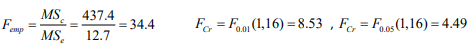 F_emp = MS_c / MS_e = 437.4 / 12.7 = 34.4    F_Cr = F_0.01(1,16) = 8.53 , F_Cr = F_0.05(1,16) = 4.49